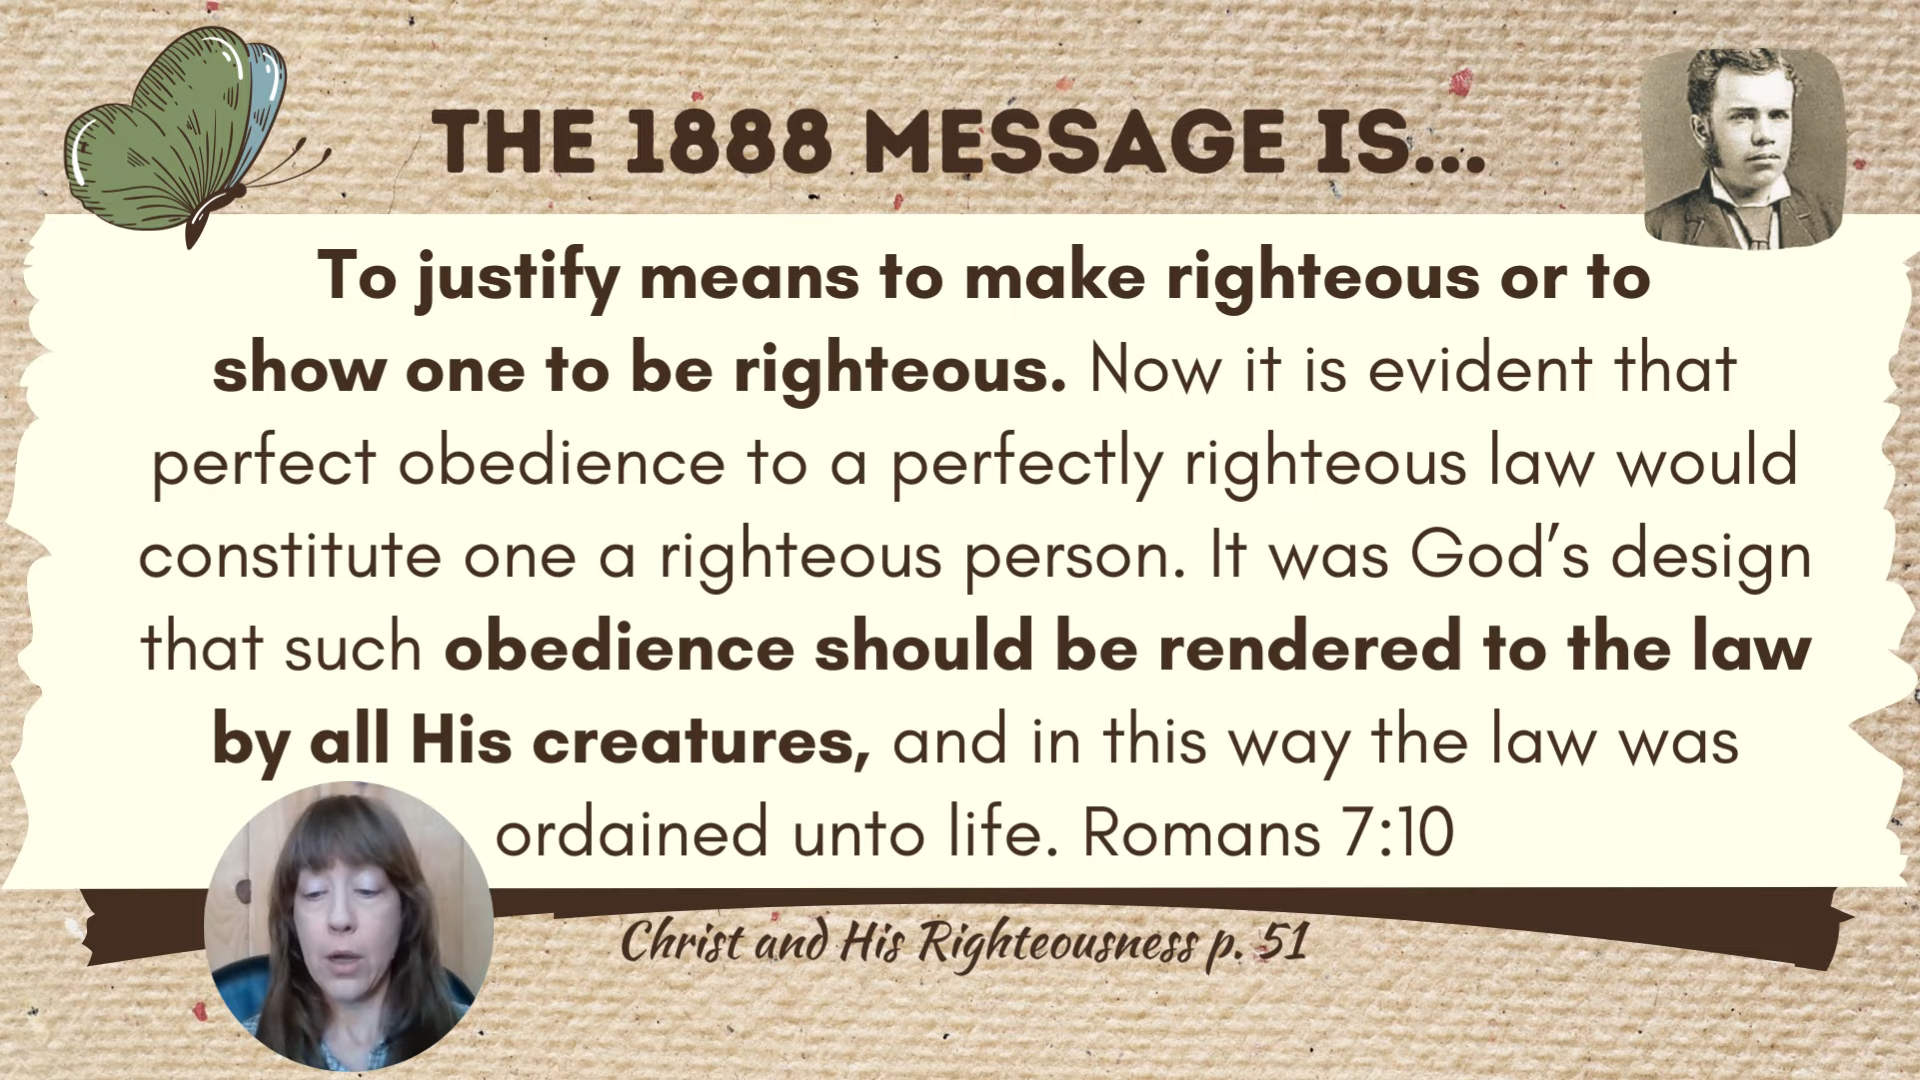 THE 1888 MESSAGE IS...
To justify means to make righteous or to
show one to be righteous. Now it is evident that
perfect obedience to a perfectly righteous law would
constitute one a righteous person. It was God’s design
that such obedience should be rendered to the law
by all His creatures, and in this way the law was
ordained unto life. Romans 7:10
Christ and His Righteousness p. 51